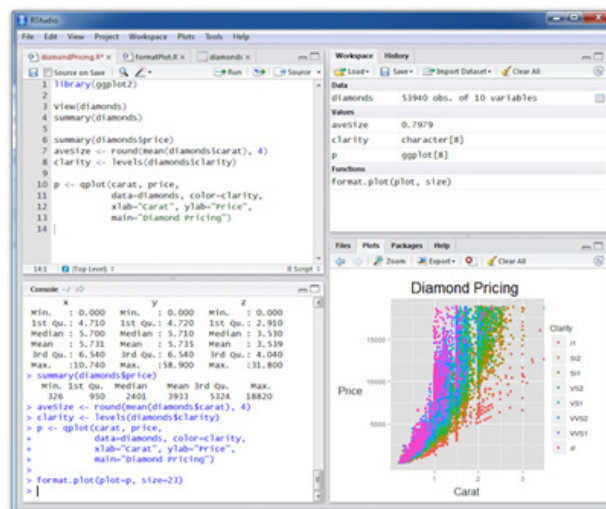 RStudio
File Edit View Project Workspace Plots Tools Help
diamondPricing.R* formatPlot.R diamonds
Source on Save Run Source
1 library(ggplot2)
2
3 View(diamonds)
4 summary(diamonds)
5
6 summary(diamonds$price)
7 aveSize <- round(mean(diamonds$carat), 4)
8 clarity <- levels(diamonds$clarity)
9
10 p <- qplot(carat, price,
11 data=diamonds, color=clarity,
12 xlab="Carat", ylab="Price",
13 main="Diamond Pricing")
14
14:1 (Top Level) R Script
Console ~/
x y z
Min. : 0.000 Min. : 0.000 Min. : 0.000
1st Qu.: 4.710 1st Qu.: 4.720 1st Qu.: 2.910
Median : 5.700 Median : 5.710 Median : 3.530
Mean : 5.731 Mean : 5.735 Mean : 3.539
3rd Qu.: 6.540 3rd Qu.: 6.540 3rd Qu.: 4.040
Max. :10.740 Max. :58.900 Max. :31.800
> summary(diamonds$price)
Min. 1st Qu. Median Mean 3rd Qu. Max.
326 950 2401 3933 5324 18820
> aveSize <- round(mean(diamonds$carat), 4)
> clarity <- levels(diamonds$clarity)
> p <- qplot(carat, price,
+ data=diamonds, color=clarity,
+ xlab="Carat", ylab="Price",
+ main="Diamond Pricing")
>
> format.plot(plot=p, size=23)
>
Workspace History
Load Save Import Dataset Clear All
Data
diamonds 53940 obs. of 10 variables
Values
aveSize 0.7979
clarity character[8]
p ggplot[8]
Functions
format.plot(plot, size)
Files Plots Packages Help
Zoom Export Clear All
Diamond Pricing
Clarity
I1
SI2
SI1
VS2
VS1
VVS2
VVS1
IF
15000
10000
5000
Price
1 2 3
Carat